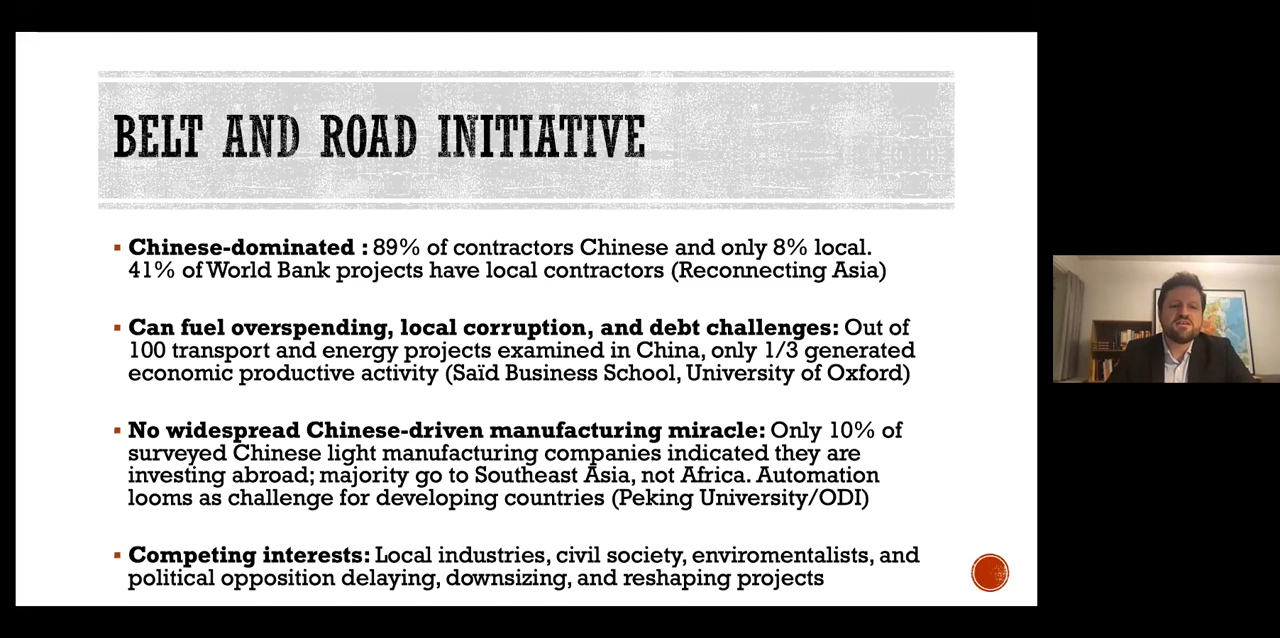 BELT AND ROAD INITIATIVE
▪ Chinese-dominated : 89% of contractors Chinese and only 8% local.
41% of World Bank projects have local contractors (Reconnecting Asia)
▪ Can fuel overspending, local corruption, and debt challenges: Out of
100 transport and energy projects examined in China, only 1/3 generated
economic productive activity (Saïd Business School, University of Oxford)
▪ No widespread Chinese-driven manufacturing miracle: Only 10% of
surveyed Chinese light manufacturing companies indicated they are
investing abroad; majority go to Southeast Asia, not Africa. Automation
looms as challenge for developing countries (Peking University/ODI)
▪ Competing interests: Local industries, civil society, enviromentalists, and
political opposition delaying, downsizing, and reshaping projects